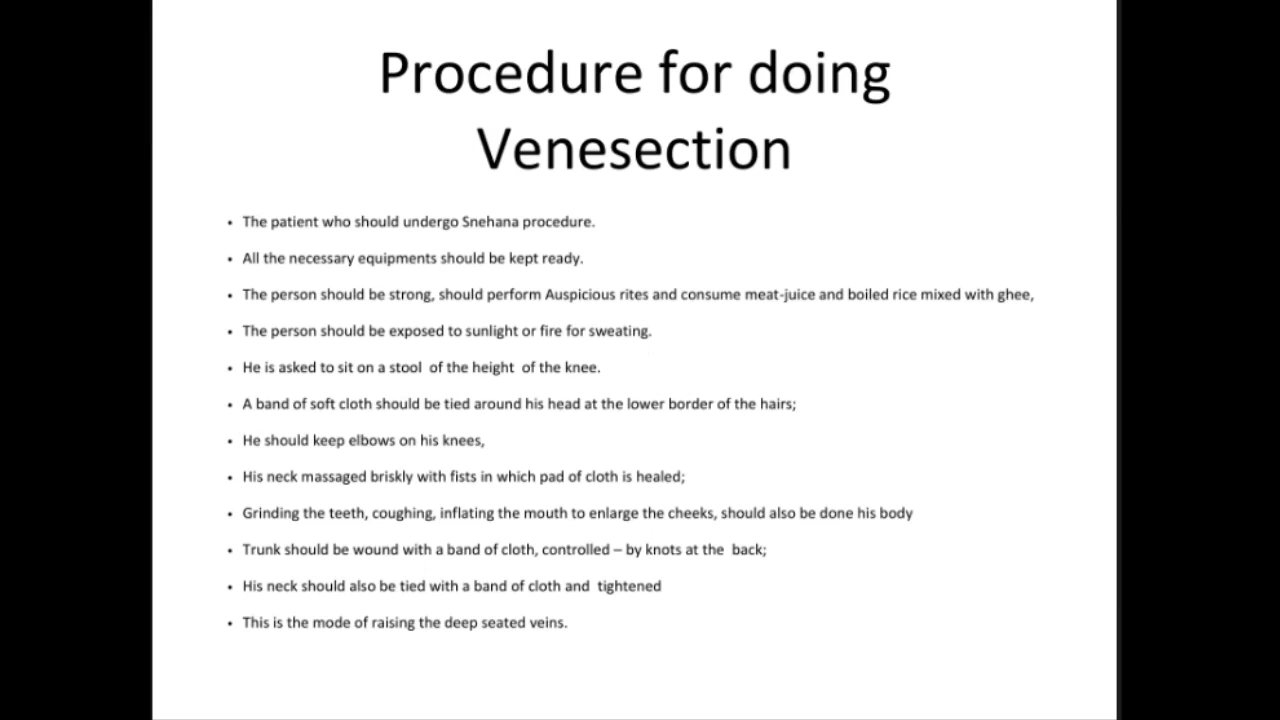 Procedure for doing
Venesection
• The patient who should undergo Snehana procedure.
• All the necessary equipments should be kept ready.
• The person should be strong, should perform Auspicious rites and consume meat-juice and boiled rice mixed with ghee,
• The person should be exposed to sunlight or fire for sweating.
• He is asked to sit on a stool of the height of the knee.
• A band of soft cloth should be tied around his head at the lower border of the hairs;
• He should keep elbows on his knees,
• His neck massaged briskly with fists in which pad of cloth is healed;
• Grinding the teeth, coughing, inflating the mouth to enlarge the cheeks, should also be done his body
• Trunk should be wound with a band of cloth, controlled – by knots at the back;
• His neck should also be tied with a band of cloth and tightened
• This is the mode of raising the deep seated veins.